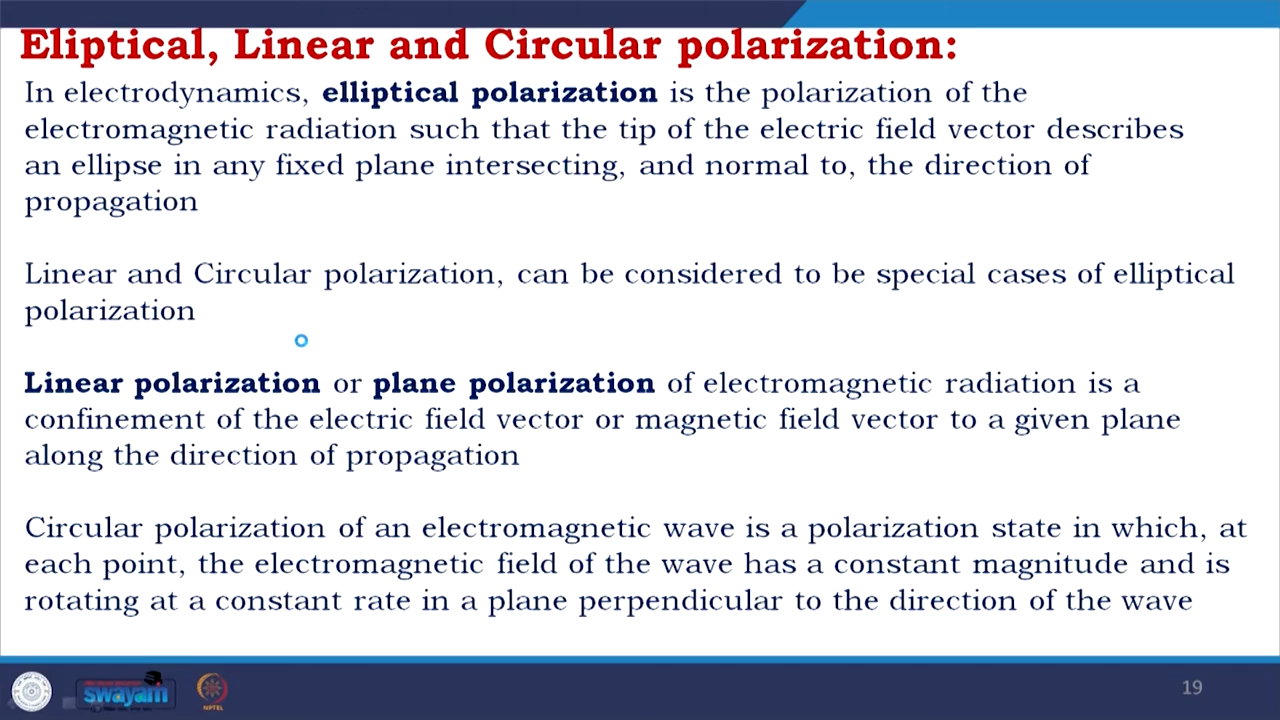 Eliptical, Linear and Circular polarization:
In electrodynamics, elliptical polarization is the polarization of the
electromagnetic radiation such that the tip of the electric field vector describes
an ellipse in any fixed plane intersecting, and normal to, the direction of
propagation
Linear and Circular polarization, can be considered to be special cases of elliptical
polarization
Linear polarization or plane polarization of electromagnetic radiation is a
confinement of the electric field vector or magnetic field vector to a given plane
along the direction of propagation
Circular polarization of an electromagnetic wave is a polarization state in which, at
each point, the electromagnetic field of the wave has a constant magnitude and is
rotating at a constant rate in a plane perpendicular to the direction of the wave
swayam
NPTEL
19